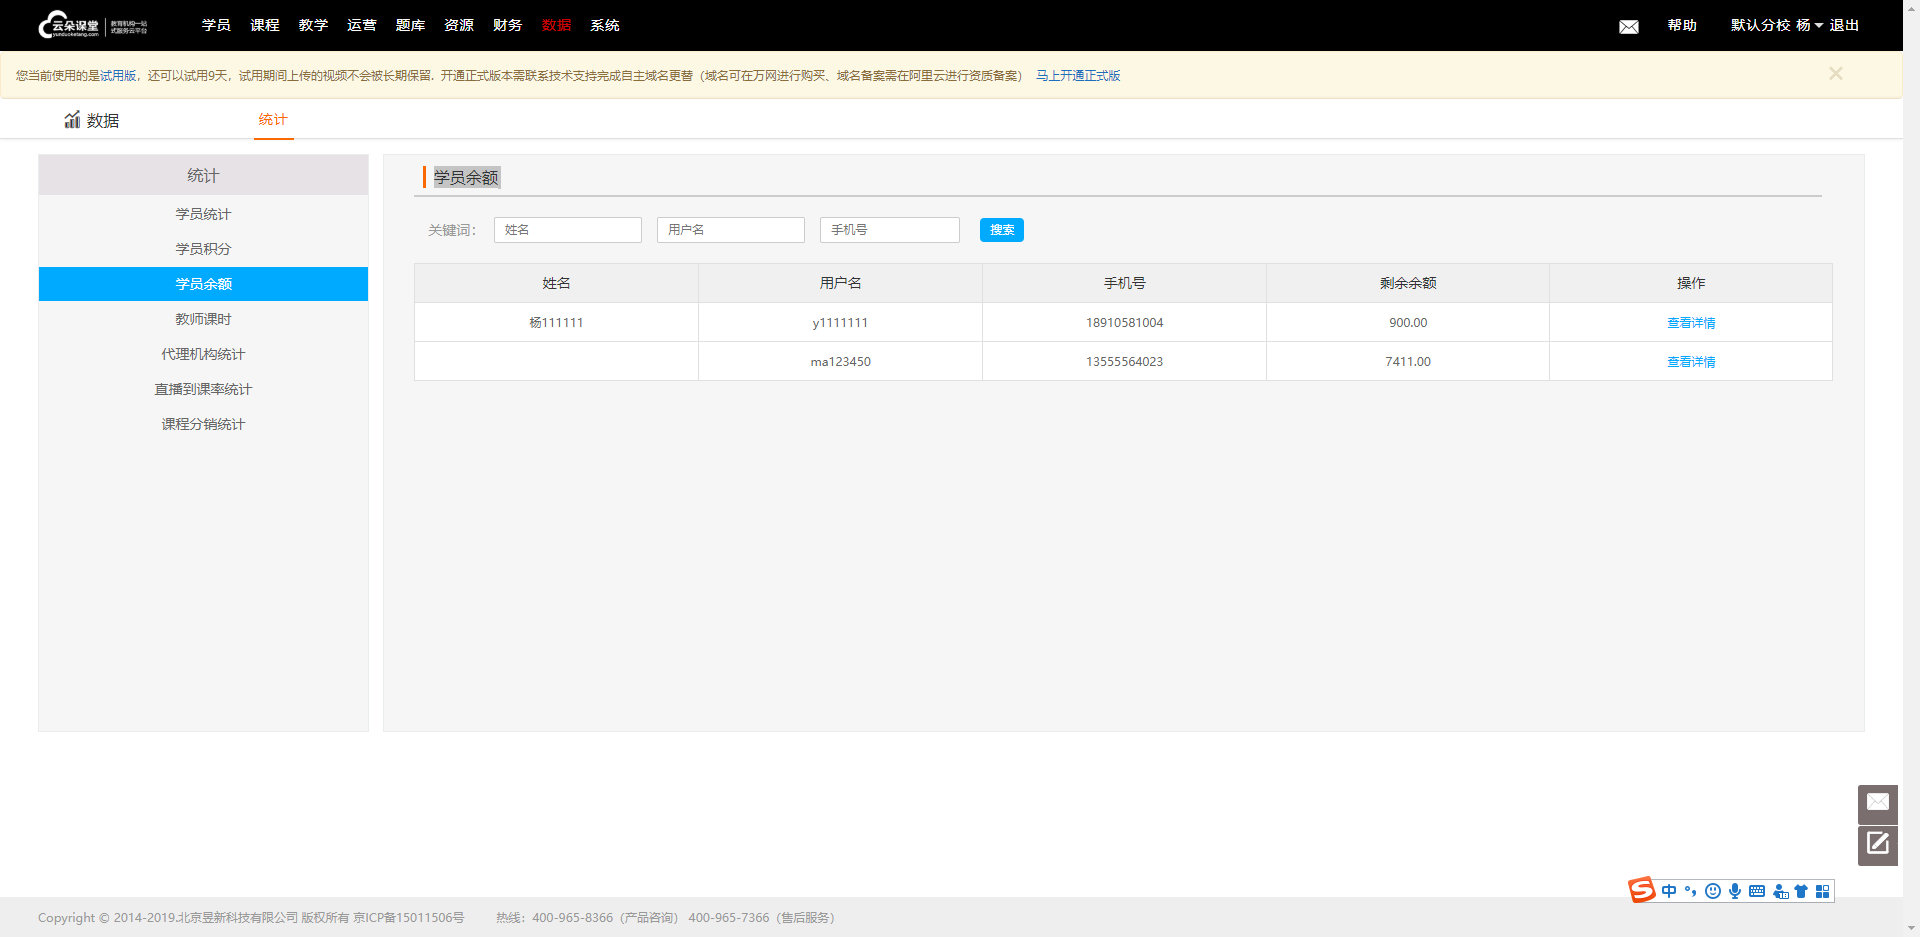 云朵课堂 教育机构一站式服务云平台
yunduoketang.com
学员 课程 教学 运营 题库 资源 财务 数据 系统 帮助 默认分校 杨 退出
您当前使用的是试用版，还可以试用9天，试用期间上传的视频不会被长期保留. 开通正式版本需联系技术支持完成自主域名更替（域名可在万网进行购买、域名备案需在阿里云进行资质备案） 马上开通正式版
数据 统计
统计
学员统计
学员积分
学员余额
教师课时
代理机构统计
直播到课率统计
课程分销统计
学员余额
关键词： 姓名 用户名 手机号 搜索
姓名 用户名 手机号 剩余余额 操作
杨111111 y1111111 18910581004 900.00 查看详情
ma123450 13555564023 7411.00 查看详情
中
Copyright © 2014-2019.北京昱新科技有限公司 版权所有 京ICP备15011506号 热线：400-965-8366（产品咨询） 400-965-7366（售后服务）